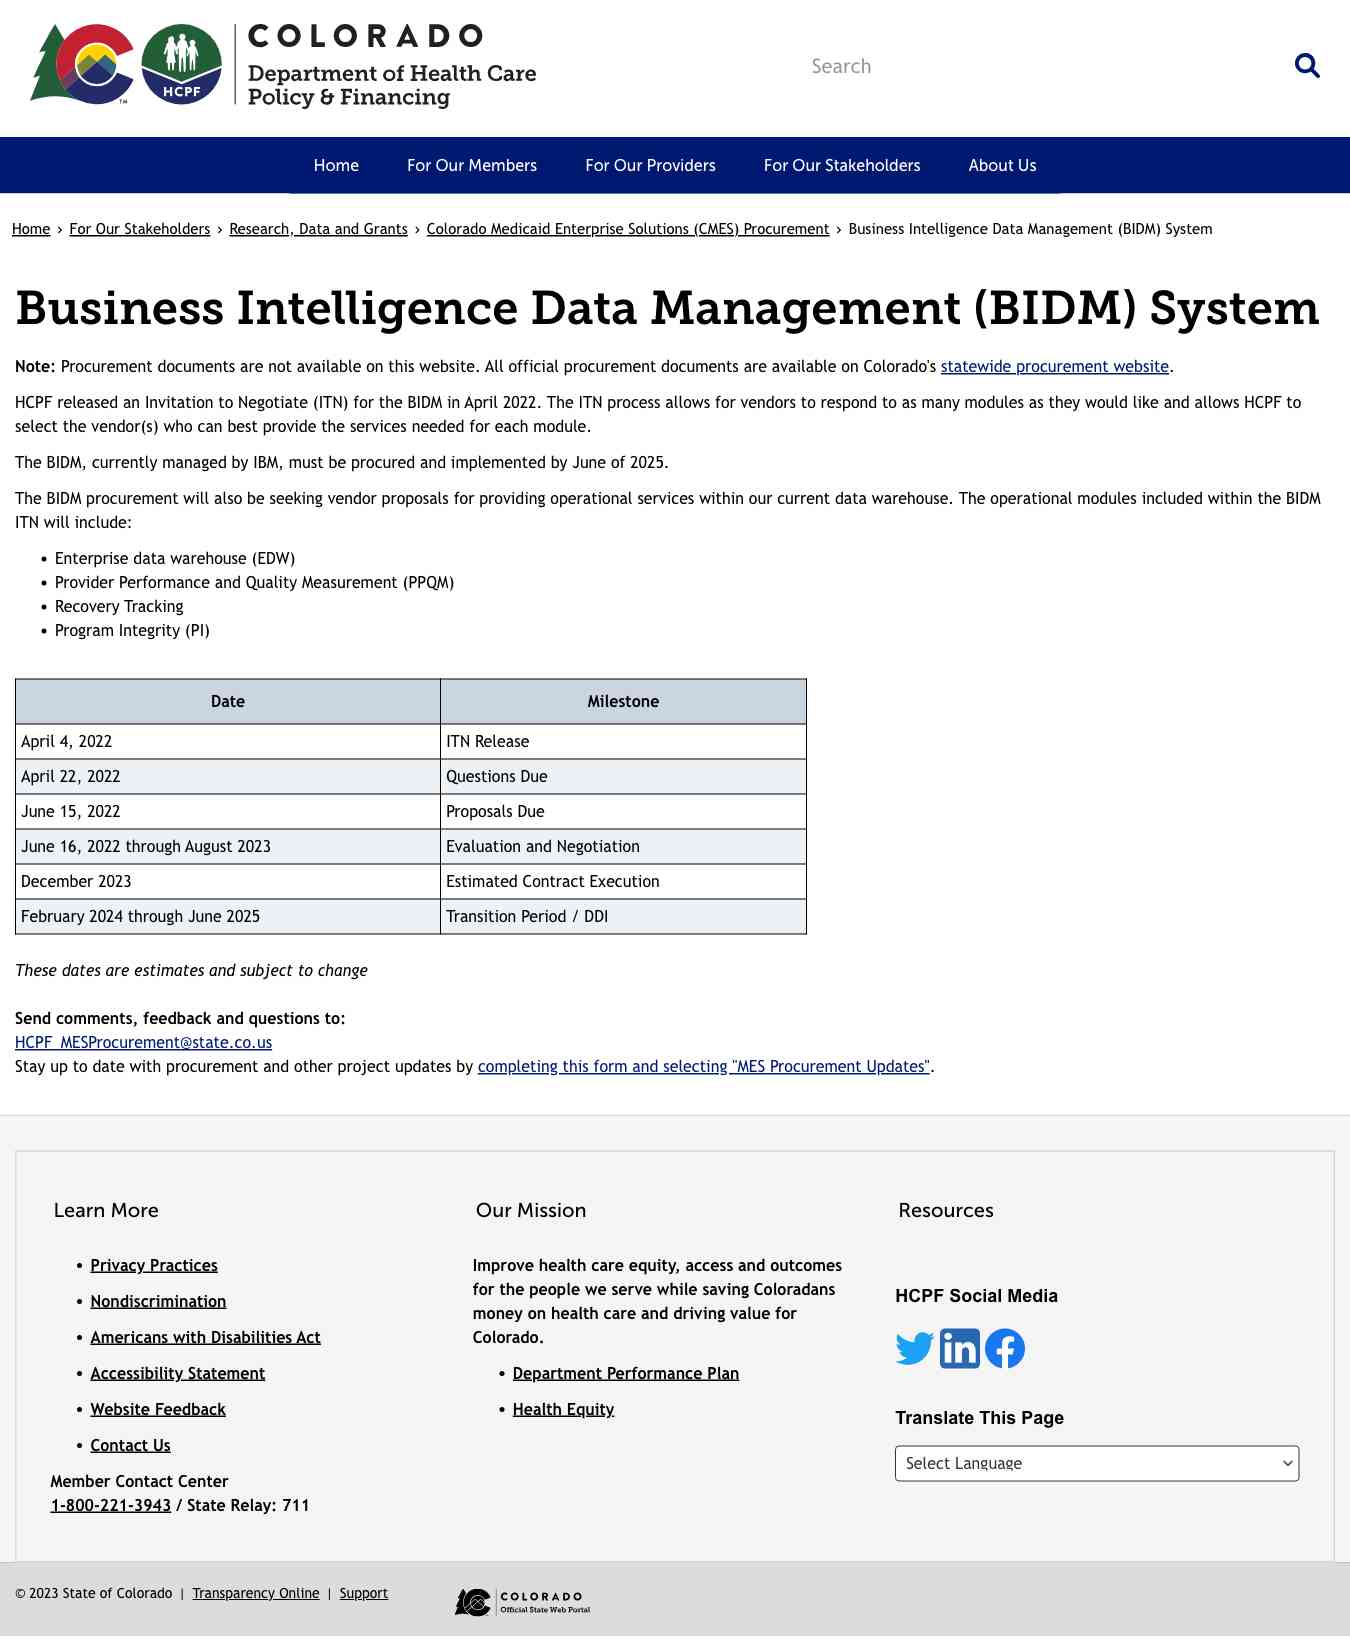 COLORADO
Department of Health Care
Policy & Financing
HCPF
TM
Search
Home
For Our Members
For Our Providers
For Our Stakeholders
About Us
Home › For Our Stakeholders › Research, Data and Grants › Colorado Medicaid Enterprise Solutions (CMES) Procurement › Business Intelligence Data Management (BIDM) System
Business Intelligence Data Management (BIDM) System
Note: Procurement documents are not available on this website. All official procurement documents are available on Colorado's statewide procurement website.
HCPF released an Invitation to Negotiate (ITN) for the BIDM in April 2022. The ITN process allows for vendors to respond to as many modules as they would like and allows HCPF to
select the vendor(s) who can best provide the services needed for each module.
The BIDM, currently managed by IBM, must be procured and implemented by June of 2025.
The BIDM procurement will also be seeking vendor proposals for providing operational services within our current data warehouse. The operational modules included within the BIDM
ITN will include:
• Enterprise data warehouse (EDW)
• Provider Performance and Quality Measurement (PPQM)
• Recovery Tracking
• Program Integrity (PI)
Date Milestone
April 4, 2022 ITN Release
April 22, 2022 Questions Due
June 15, 2022 Proposals Due
June 16, 2022 through August 2023 Evaluation and Negotiation
December 2023 Estimated Contract Execution
February 2024 through June 2025 Transition Period / DDI
These dates are estimates and subject to change
Send comments, feedback and questions to:
HCPF_MESProcurement@state.co.us
Stay up to date with procurement and other project updates by completing this form and selecting "MES Procurement Updates".
Learn More
• Privacy Practices
• Nondiscrimination
• Americans with Disabilities Act
• Accessibility Statement
• Website Feedback
• Contact Us
Member Contact Center
1-800-221-3943 / State Relay: 711
Our Mission
Improve health care equity, access and outcomes
for the people we serve while saving Coloradans
money on health care and driving value for
Colorado.
• Department Performance Plan
• Health Equity
Resources
HCPF Social Media
in
Translate This Page
Select Language
© 2023 State of Colorado | Transparency Online | Support
COLORADO
Official State Web Portal